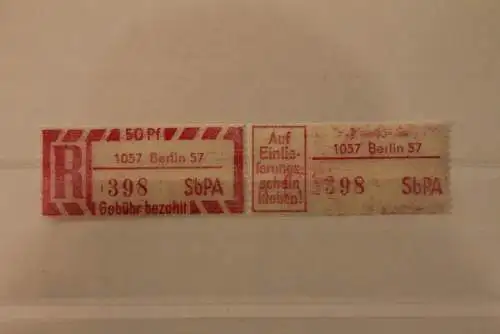 50 Pf
R
1057 Berlin 57
398 SbPA
Gebühr bezahlt
Auf
Einlie-
ferungs-
schein
kleben!
1057 Berlin 57
398 SbPA